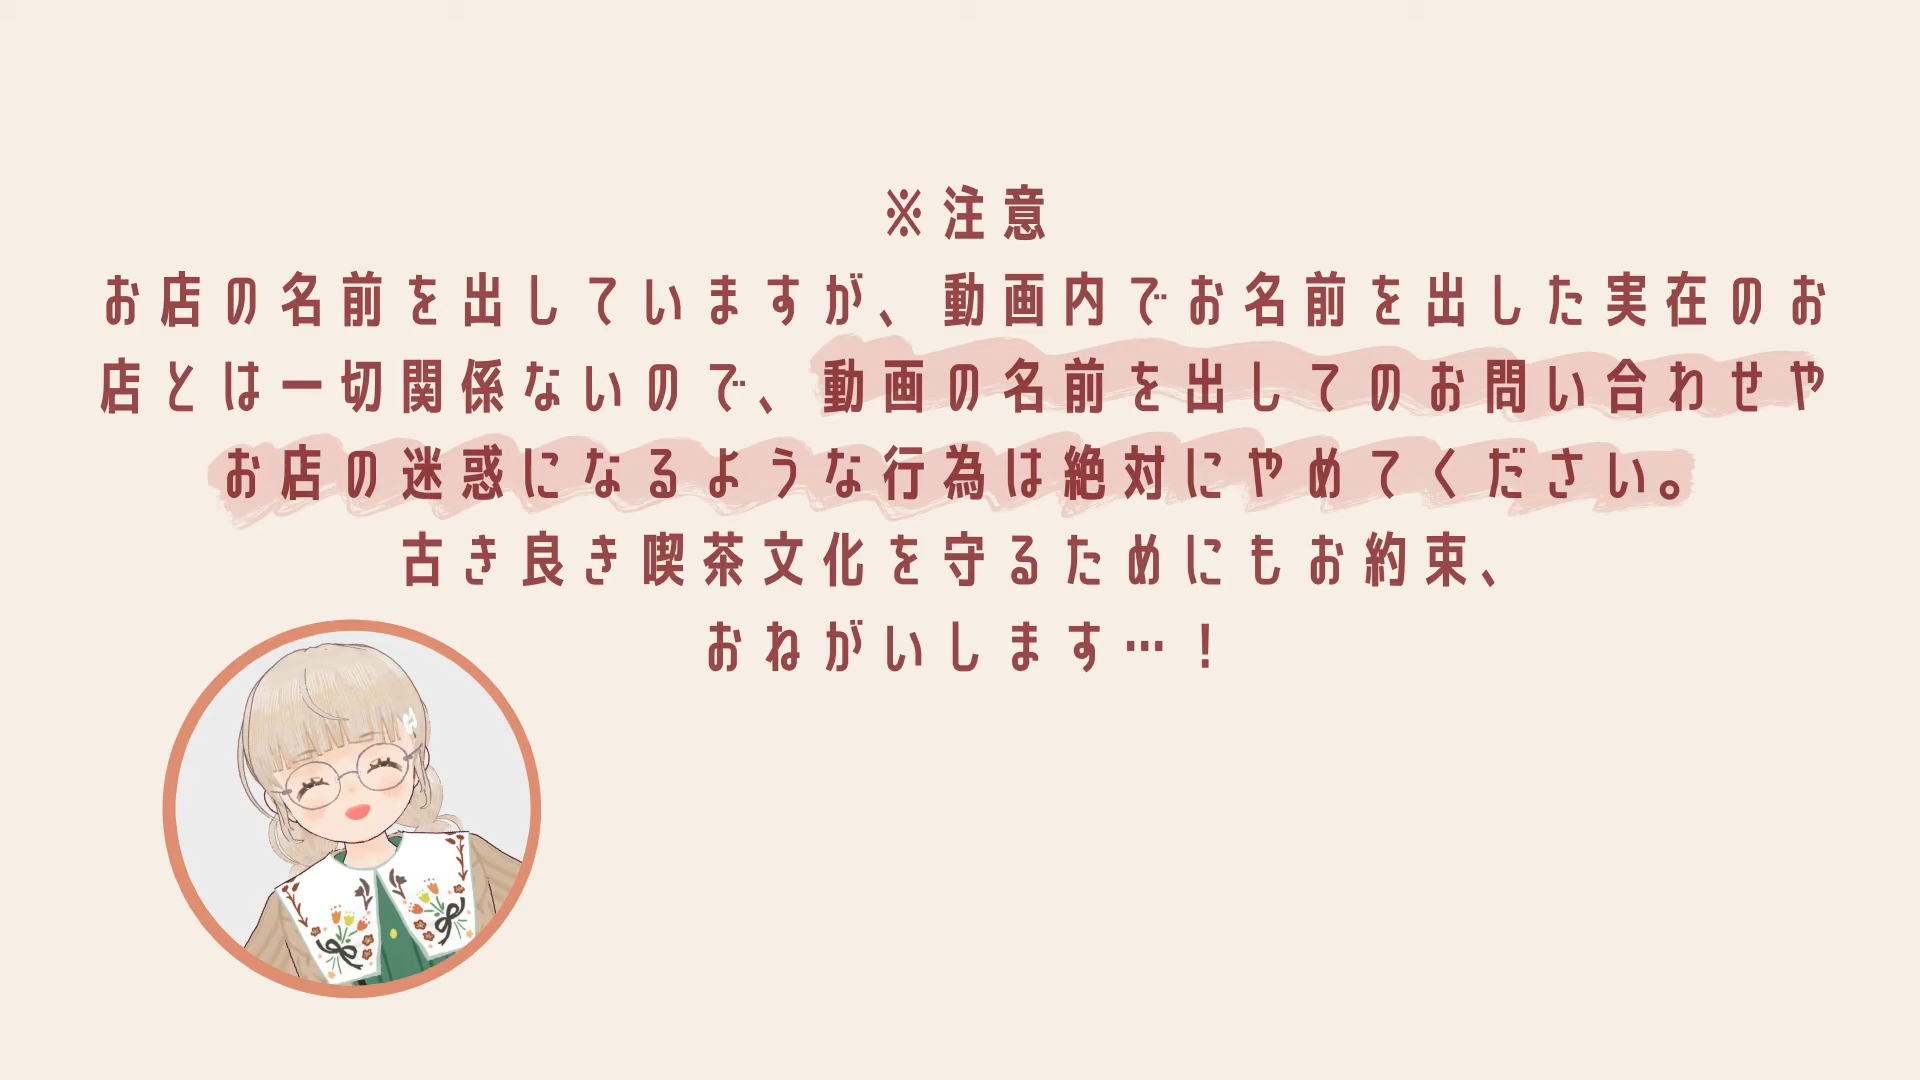 ※注意
お店の名前を出していますが、動画内でお名前を出した実在のお
店とは一切関係ないので、動画の名前を出してのお問い合わせや
お店の迷惑になるような行為は絶対にやめてください。
古き良き喫茶文化を守るためにもお約束、
おねがいします…！